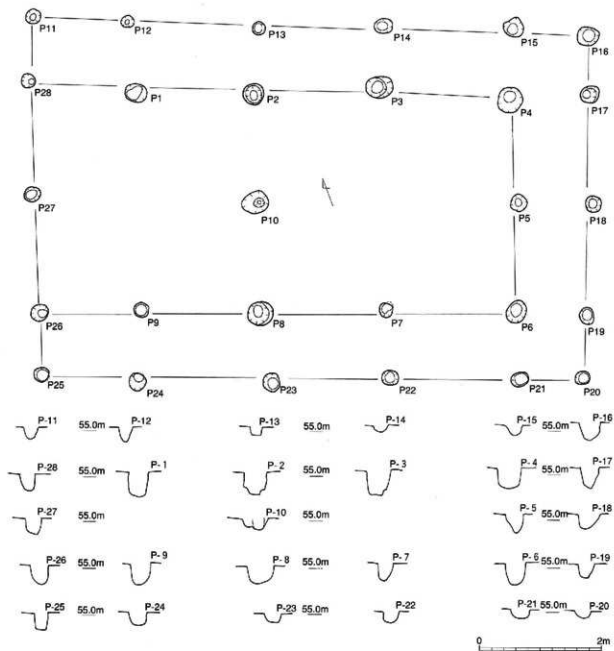 P11 P12 P13 P14 P15 P16
P28 P1 P2 P3 P4 P17
P27 P10 P5 P18
P26 P9 P8 P7 P6 P19
P25 P24 P23 P22 P21 P20
P-11 55.0m P-12 P-13 55.0m P-14 P-15 55.0m P-16
P-28 55.0m P-1 P-2 55.0m P-3 P-4 55.0m P-17
P-27 55.0m P-10 55.0m P-5 55.0m P-18
P-26 55.0m P-9 P-8 55.0m P-7 P-6 55.0m P-19
P-25 55.0m P-24 P-23 55.0m P-22 P-21 55.0m P-20
0 2m